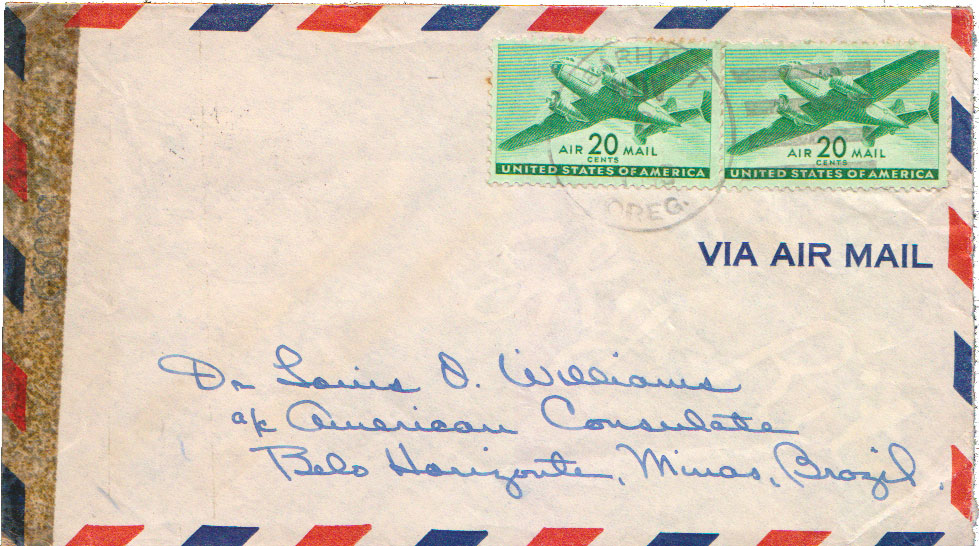 AIR 20 MAIL
CENTS
UNITED STATES OF AMERICA
AIR 20 MAIL
CENTS
UNITED STATES OF AMERICA
OREG.
VIA AIR MAIL
Dr Louis O. Williams
a/c American Consulate
Belo Horizonte, Minas, Brazil.